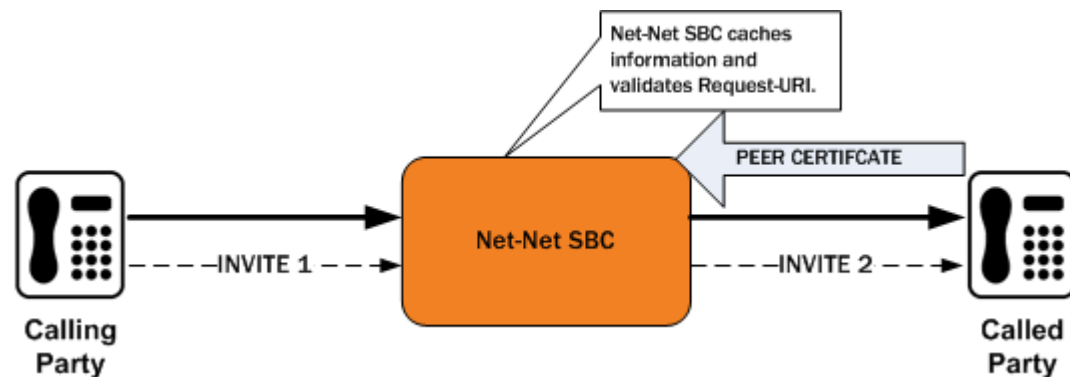 Net-Net SBC caches
information and
validates Request-URI.
PEER CERTIFCATE
Net-Net SBC
INVITE 1
INVITE 2
Calling
Party
Called
Party